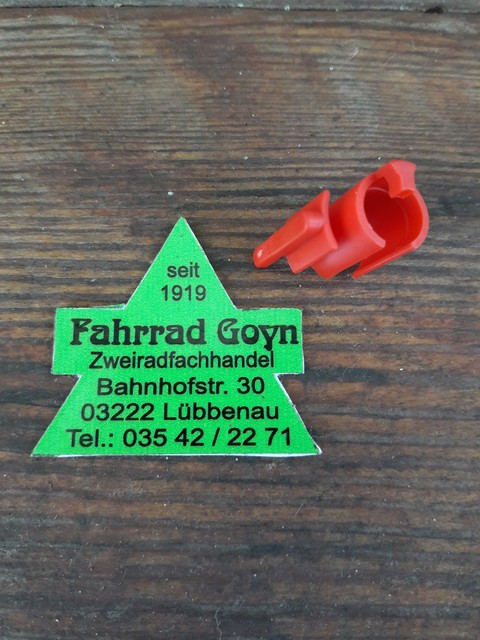 seit
1919
Fahrrad Goyn
Zweiradfachhandel
Bahnhofstr. 30
03222 Lübbenau
Tel.: 035 42 / 22 71